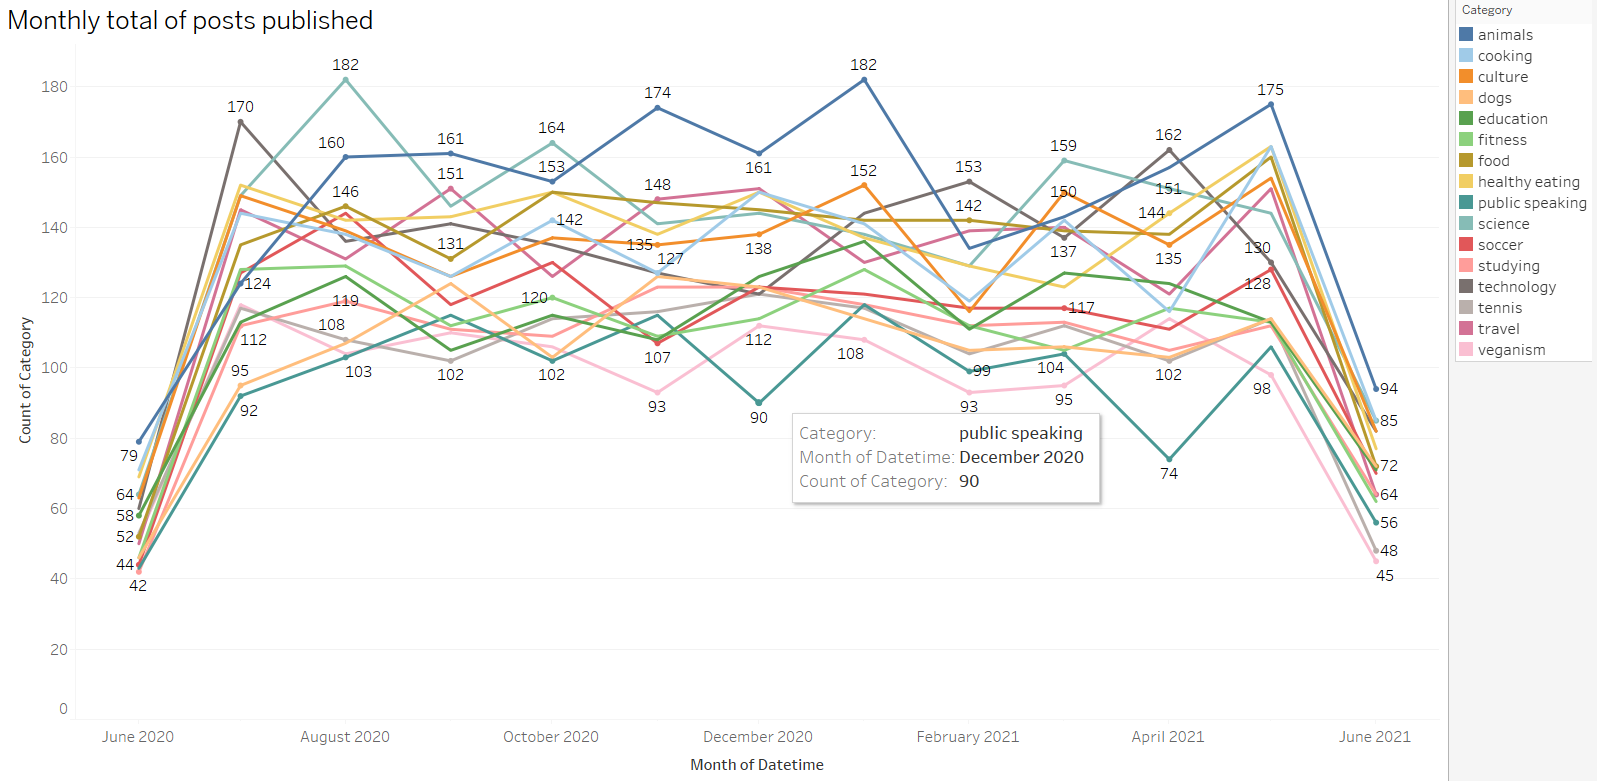 Monthly total of posts published
Category
animals
cooking
culture
dogs
education
fitness
food
healthy eating
public speaking
science
soccer
studying
technology
tennis
travel
veganism
Count of Category
180
160
140
120
100
80
60
40
20
0
182
182
174
175
170
164
160
161
162
159
161
153
152
153
151
148
150
151
146
142
142
144
135
131
138
137
135
130
127
124
120
128
119
117
108
112
107
112
108
104
102
99
95
103
102
102
98
92
93
90
93
95
79
74
64
58
52
44
42
94
85
72
64
56
48
45
Category: public speaking
Month of Datetime: December 2020
Count of Category: 90
June 2020
August 2020
October 2020
December 2020
February 2021
April 2021
June 2021
Month of Datetime